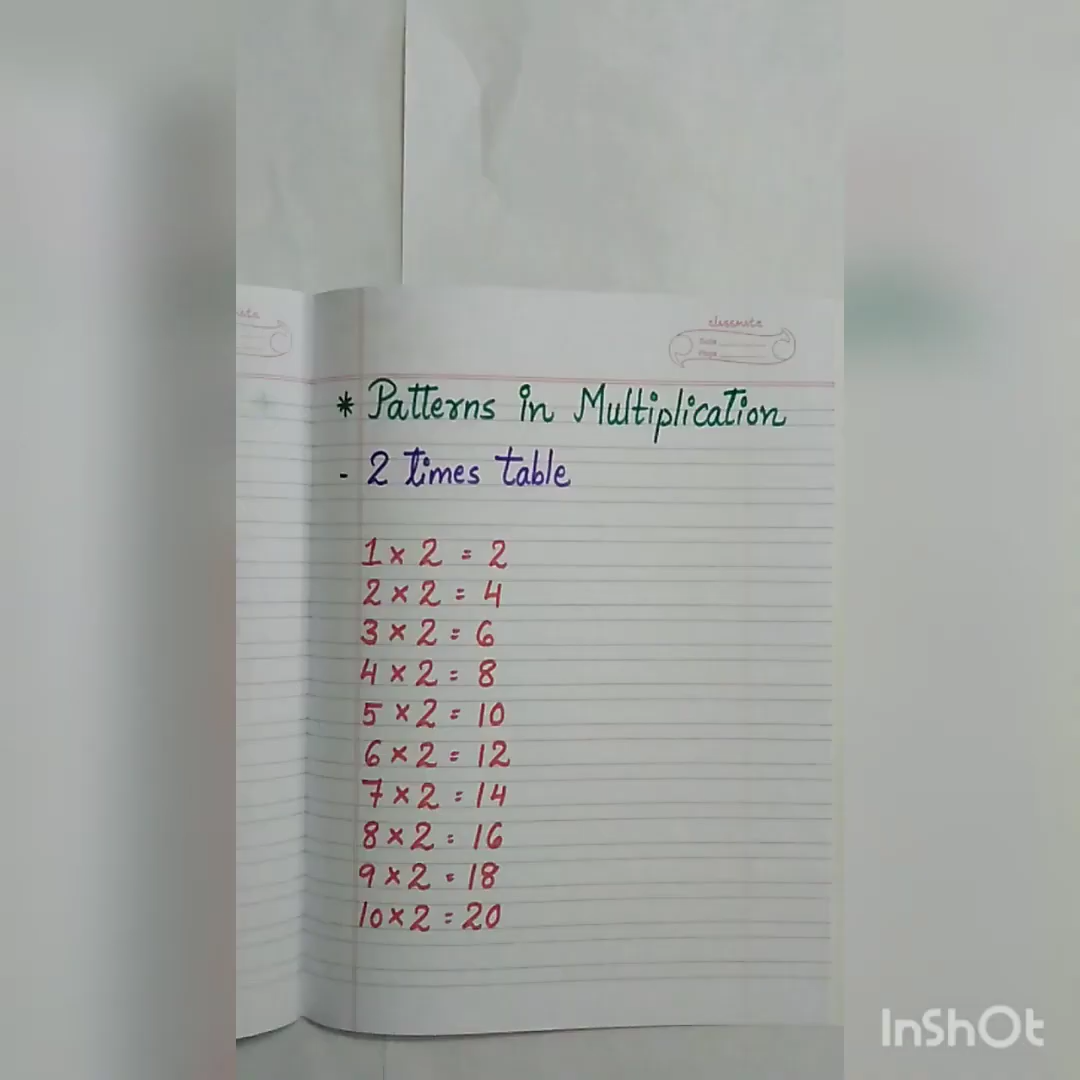 classmate
Date
Page
* Patterns in Multiplication
- 2 times table
1 x 2 = 2
2 x 2 = 4
3 x 2 = 6
4 x 2 = 8
5 x 2 = 10
6 x 2 = 12
7 x 2 = 14
8 x 2 = 16
9 x 2 = 18
10 x 2 = 20
InShOt